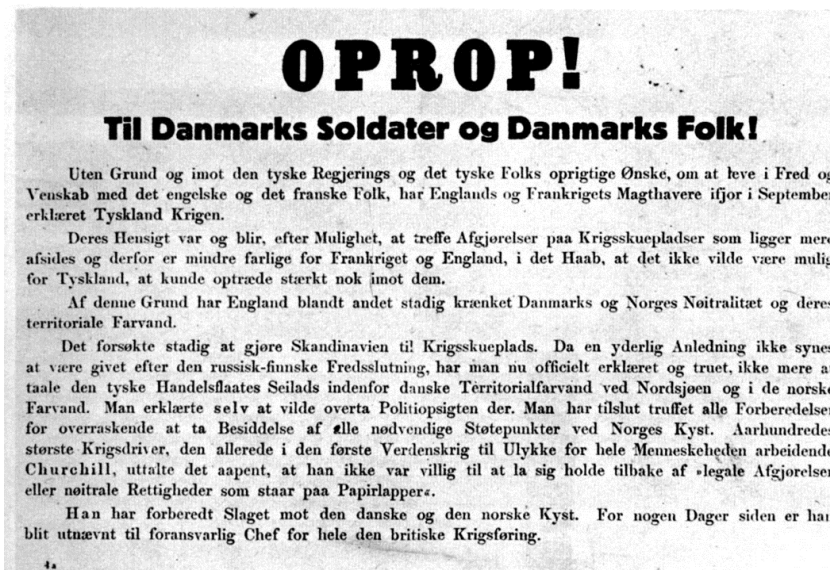 OPROP!
Til Danmarks Soldater og Danmarks Folk!
Uten Grund og imot den tyske Regjerings og det tyske Folks oprigtige Ønske, om at leve i Fred og
Venskab med det engelske og det franske Folk, har Englands og Frankrigets Magthavere ifjor i September
erklæret Tyskland Krigen.
Deres Hensigt var og blir, efter Mulighet, at treffe Afgjørelser paa Krigsskuepladser som ligger mere
afsides og derfor er mindre farlige for Frankriget og England, i det Haab, at det ikke vilde være mulig
for Tyskland, at kunde optræde stærkt nok imot dem.
Af denne Grund har England blandt andet stadig krænket Danmarks og Norges Nøitralitæt og deres
territoriale Farvand.
Det forsøkte stadig at gjøre Skandinavien til Krigsskueplads. Da en yderlig Anledning ikke synes
at være givet efter den russisk-finnske Fredsslutning, har man nu officielt erklæret og truet, ikke mere at
taale den tyske Handelsflaates Seilads indenfor danske Territorialfarvand ved Nordsjøen og i de norske
Farvand. Man erklærte selv at vilde overta Politiopsigten der. Man har tilslut truffet alle Forberedelser
for overraskende at ta Besiddelse af alle nødvendige Støtepunkter ved Norges Kyst. Aarhundredes
største Krigsdriver, den allerede i den første Verdenskrig til Ulykke for hele Menneskeheden arbeidende
Churchill, uttalte det aapent, at han ikke var villig til at la sig holde tilbake af »legale Afgjørelser
eller nøitrale Rettigheder som staar paa Papirlapper«.
Han har forberedt Slaget mot den danske og den norske Kyst. For nogen Dager siden er han
blit utnævnt til foransvarlig Chef for hele den britiske Krigsføring.